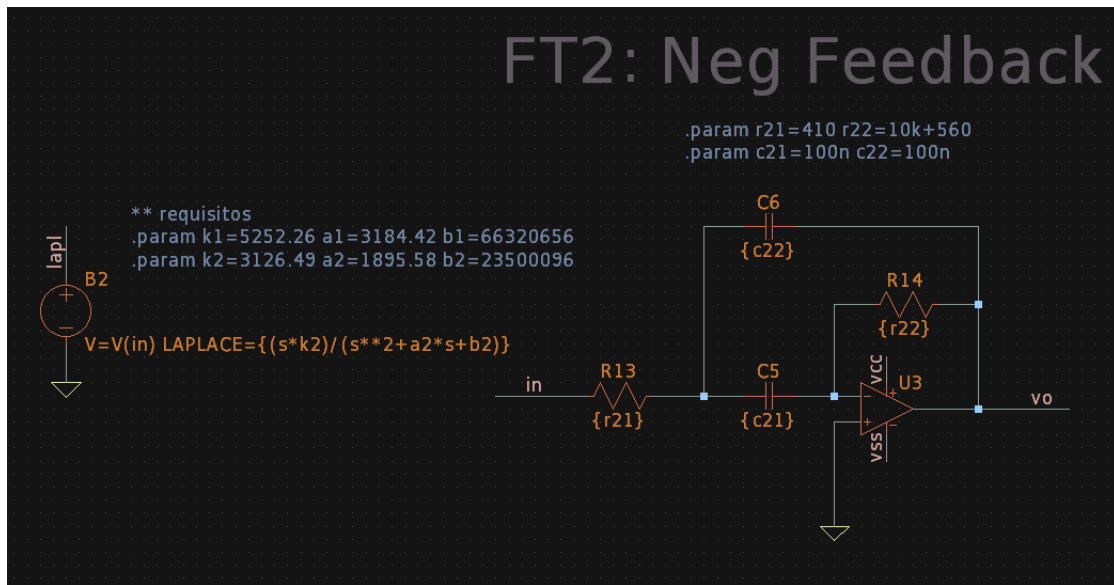 FT2: Neg Feedback
.param r21=410 r22=10k+560
.param c21=100n c22=100n
** requisitos
.param k1=5252.26 a1=3184.42 b1=66320656
.param k2=3126.49 a2=1895.58 b2=23500096
lapl
B2
V=V(in) LAPLACE={(s*k2)/(s**2+a2*s+b2)}
C6
{c22}
R14
{r22}
in
R13
{r21}
C5
{c21}
vcc
U3
vss
vo